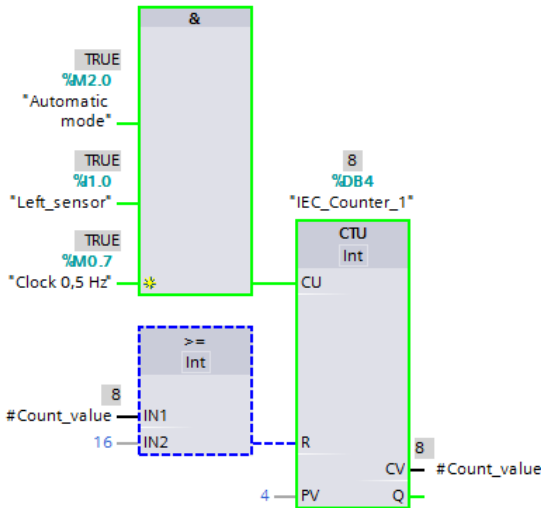 &
TRUE
%M2.0
"Automatic
mode"
TRUE
%I1.0
"Left_sensor"
TRUE
%M0.7
"Clock 0,5 Hz"
8
%DB4
"IEC_Counter_1"
CTU
Int
CU
>=
Int
8
#Count_value
IN1
16
IN2
R
8
CV
#Count_value
4
PV
Q